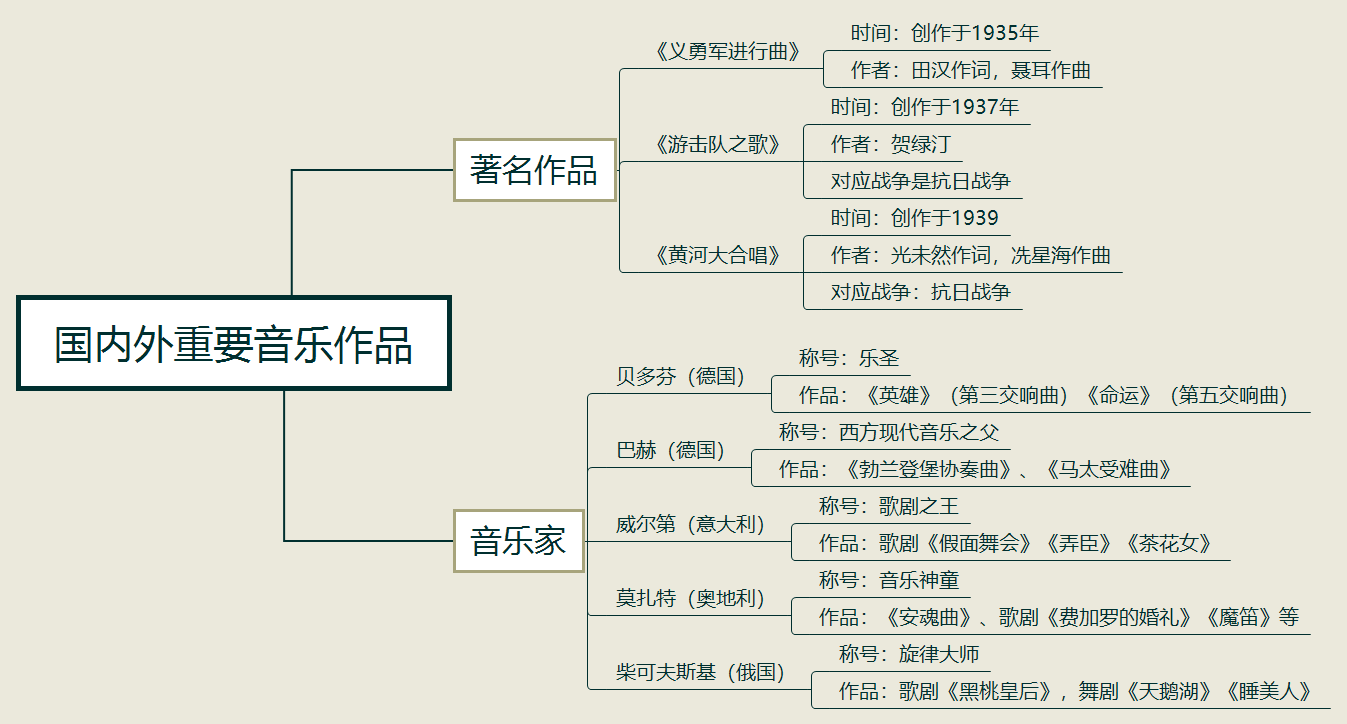 国内外重要音乐作品
著名作品
《义勇军进行曲》
时间：创作于1935年
作者：田汉作词，聂耳作曲
《游击队之歌》
时间：创作于1937年
作者：贺绿汀
对应战争是抗日战争
《黄河大合唱》
时间：创作于1939
作者：光未然作词，冼星海作曲
对应战争：抗日战争
音乐家
贝多芬（德国）
称号：乐圣
作品：《英雄》（第三交响曲）《命运》（第五交响曲）
巴赫（德国）
称号：西方现代音乐之父
作品：《勃兰登堡协奏曲》、《马太受难曲》
威尔第（意大利）
称号：歌剧之王
作品：歌剧《假面舞会》《弄臣》《茶花女》
莫扎特（奥地利）
称号：音乐神童
作品：《安魂曲》、歌剧《费加罗的婚礼》《魔笛》等
柴可夫斯基（俄国）
称号：旋律大师
作品：歌剧《黑桃皇后》，舞剧《天鹅湖》《睡美人》